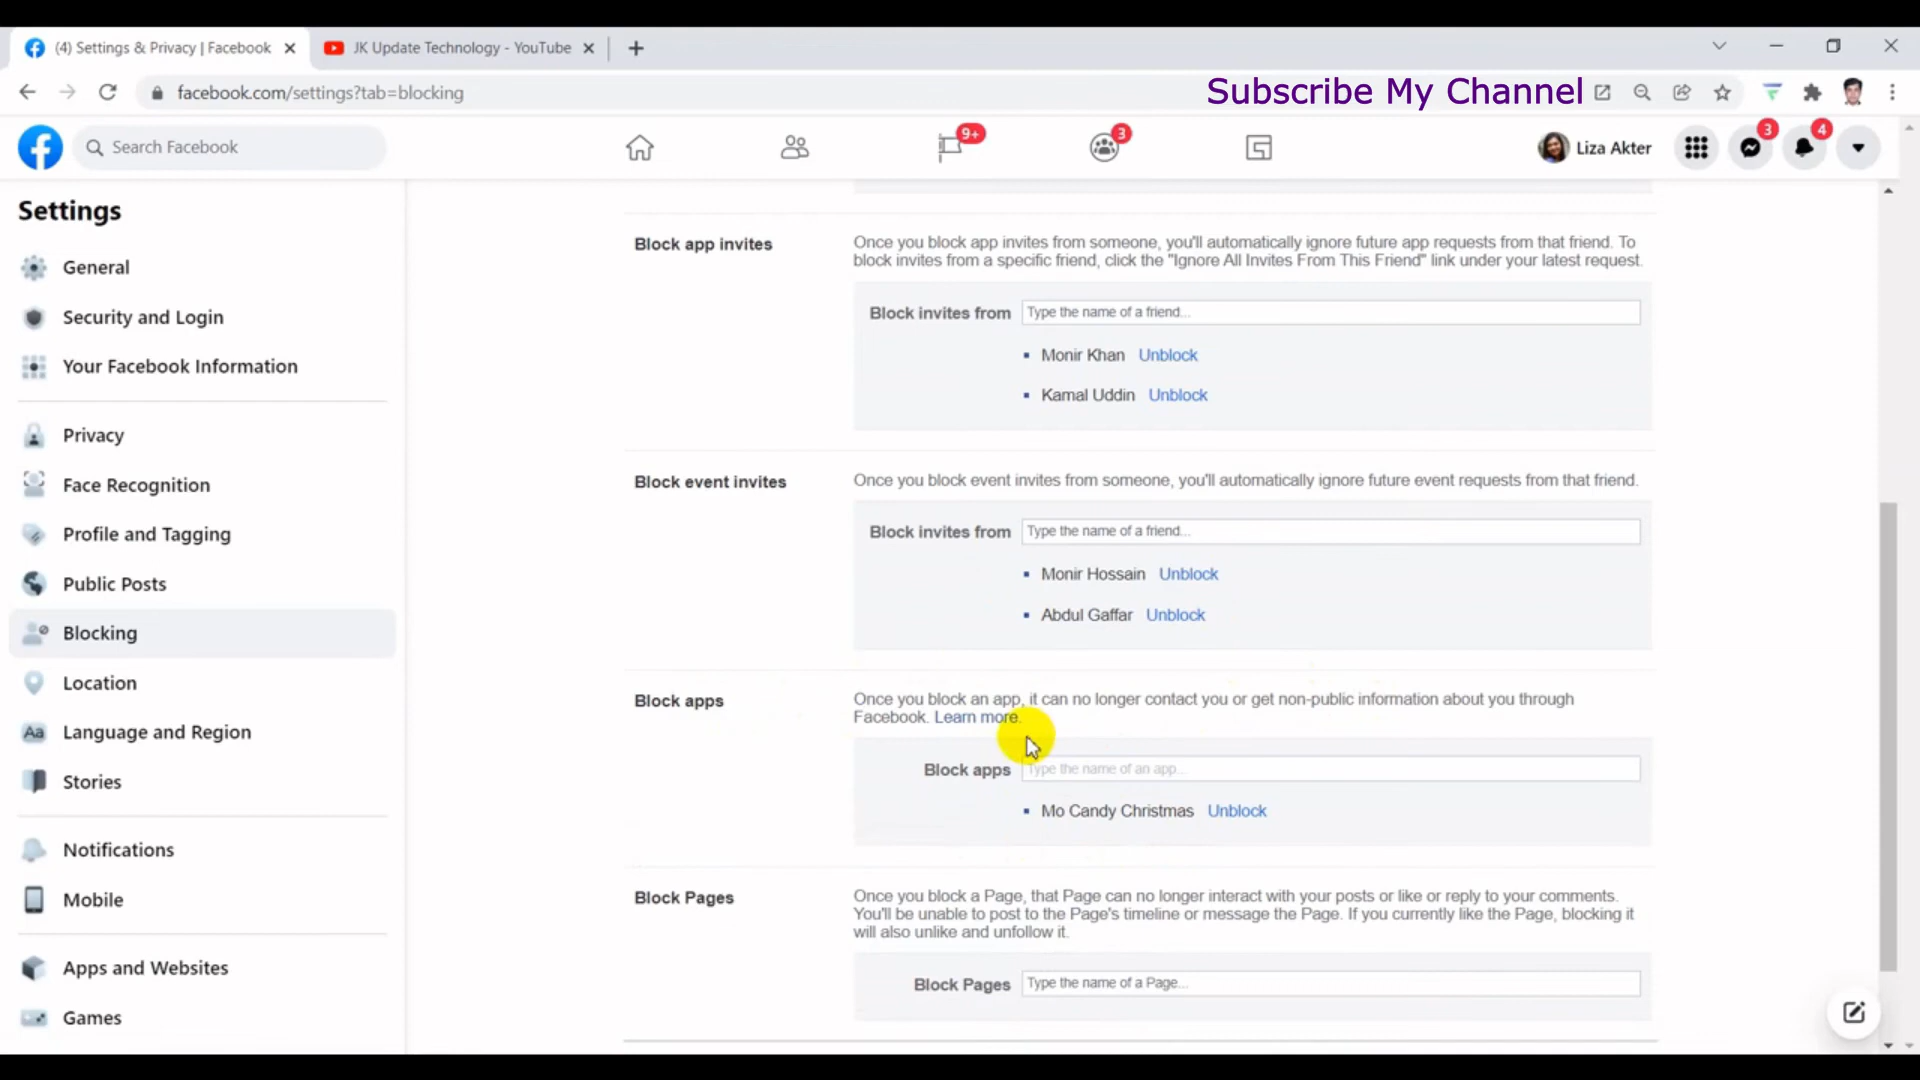 (4) Settings & Privacy | Facebook
JK Update Technology - YouTube
facebook.com/settings?tab=blocking
Subscribe My Channel
Search Facebook
9+
3
Liza Akter
3
4
Settings
General
Security and Login
Your Facebook Information
Privacy
Face Recognition
Profile and Tagging
Public Posts
Blocking
Location
Aa
Language and Region
Stories
Notifications
Mobile
Apps and Websites
Games
Block app invites
Once you block app invites from someone, you'll automatically ignore future app requests from that friend. To
block invites from a specific friend, click the "Ignore All Invites From This Friend" link under your latest request.
Block invites from
Type the name of a friend...
Monir Khan Unblock
Kamal Uddin Unblock
Block event invites
Once you block event invites from someone, you'll automatically ignore future event requests from that friend.
Block invites from
Type the name of a friend...
Monir Hossain Unblock
Abdul Gaffar Unblock
Block apps
Once you block an app, it can no longer contact you or get non-public information about you through
Facebook. Learn more.
Block apps
Type the name of an app...
Mo Candy Christmas Unblock
Block Pages
Once you block a Page, that Page can no longer interact with your posts or like or reply to your comments.
You'll be unable to post to the Page's timeline or message the Page. If you currently like the Page, blocking it
will also unlike and unfollow it.
Block Pages
Type the name of a Page...